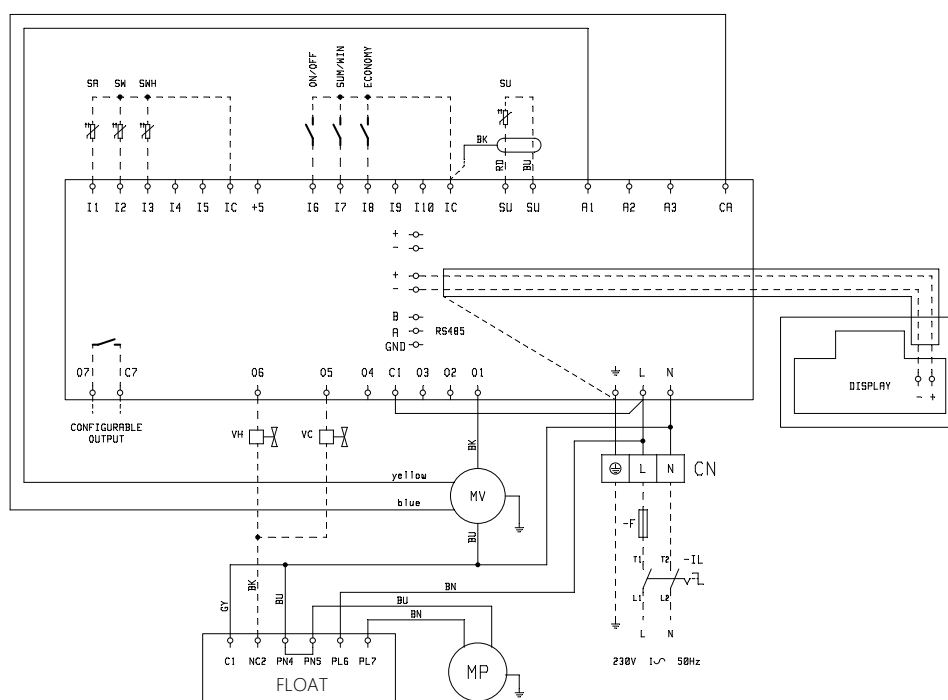 ON/OFF SUM/WIN ECONOMY
SA SW SWH SU
BK
RD BU
I1 I2 I3 I4 I5 IC +5 I6 I7 I8 I9 I10 IC SU SU A1 A2 A3 CA
+
-
+
-
B
A RS485
GND
O7 C7 O6 O5 O4 C1 O3 O2 O1 L N
DISPLAY
- +
CONFIGURABLE
OUTPUT
VH VC
BK
yellow
blue
MV
L N CN
-F
BU
T1 T2 -IL
BK BN
GY BU BU
BN
L1 L2
L N
C1 NC2 PN4 PN5 PL6 PL7
230V 1~ 50Hz
FLOAT
MP